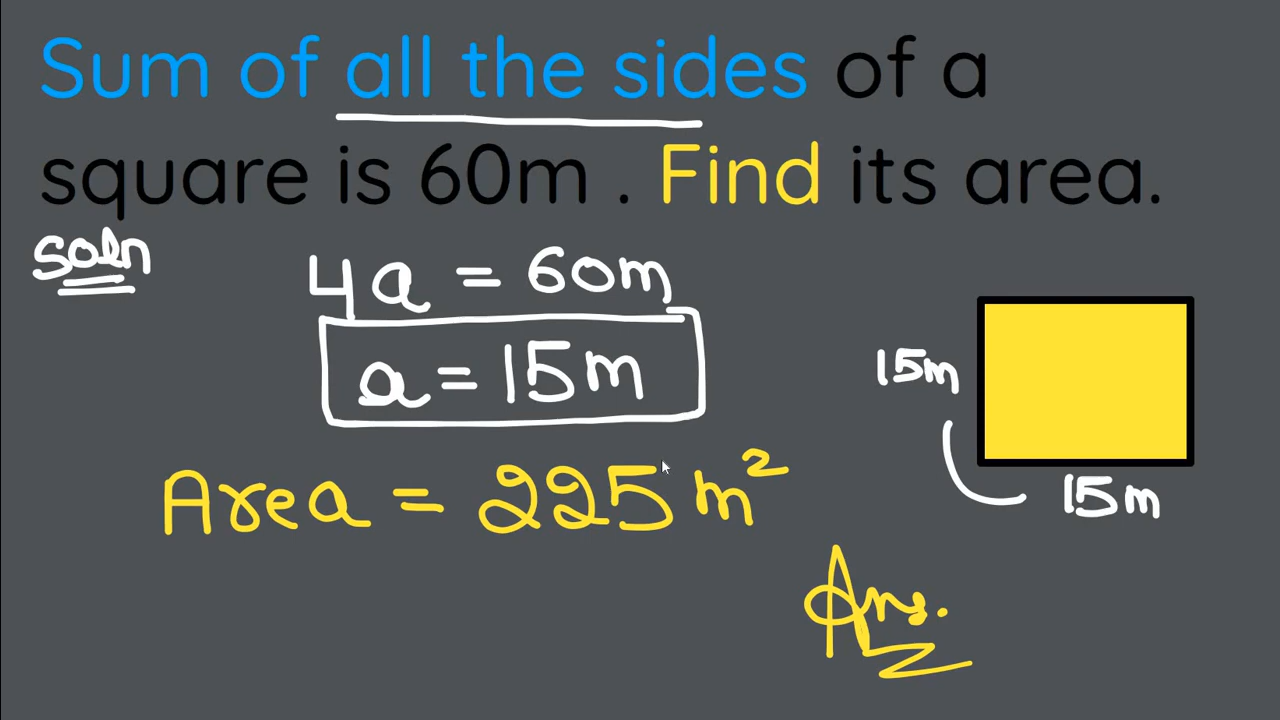 Sum of all the sides of a
square is 60m . Find its area.
Soln
4a = 60m
a = 15m
15m
15m
Area = 225 m²
Ans.